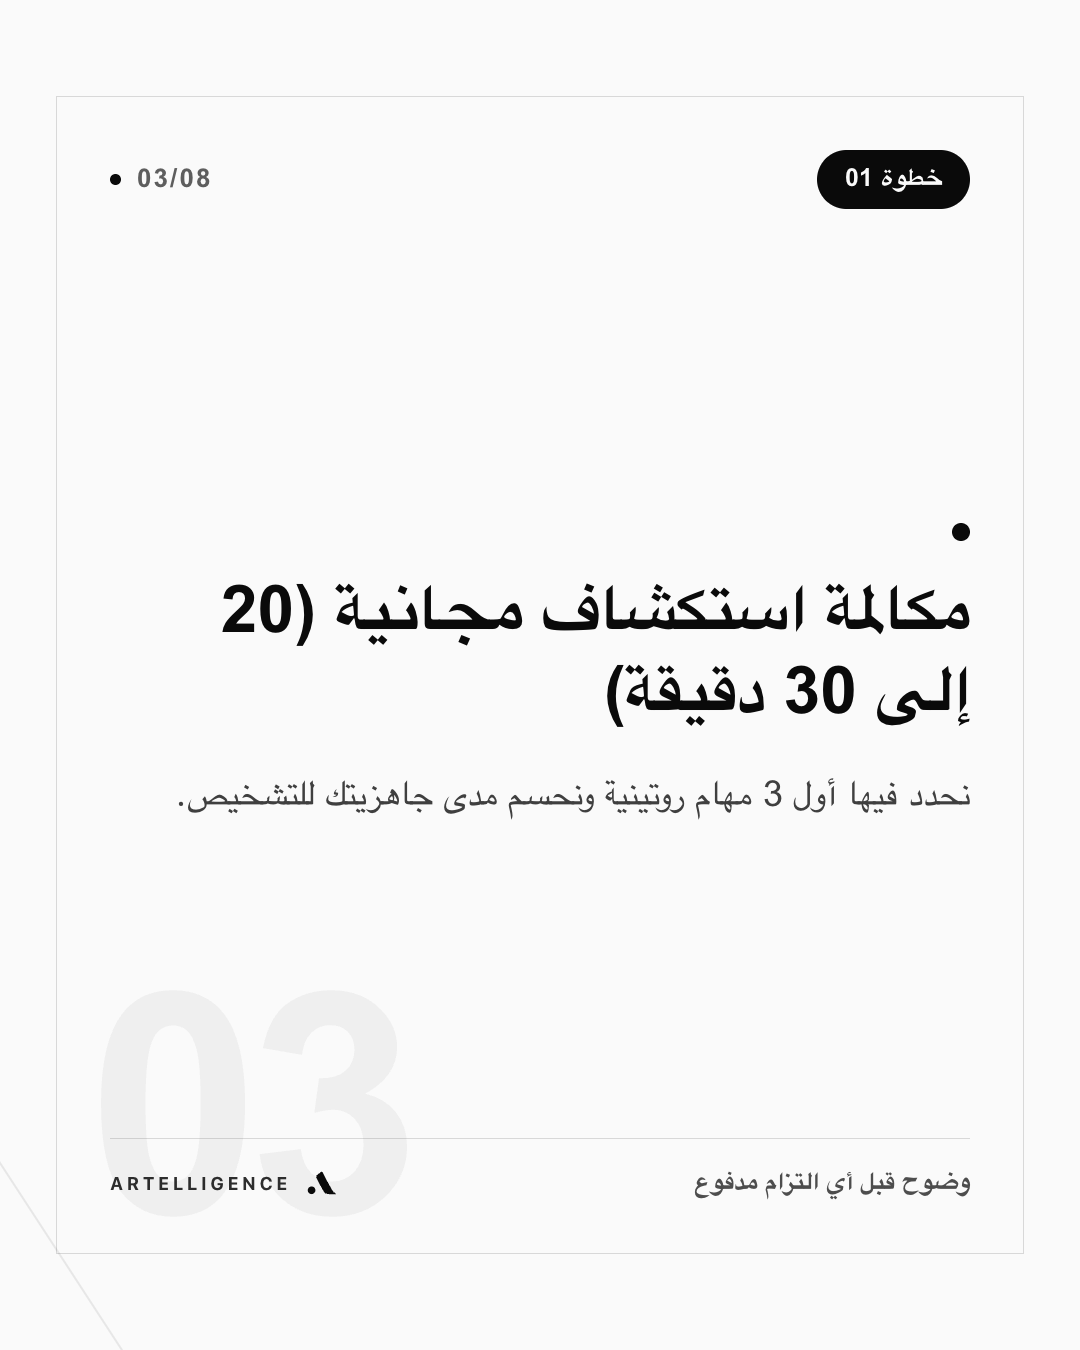 خطوة 01
03/08
مكالمة استكشاف مجانية (20
إلى 30 دقيقة)
نحدد فيها أول 3 مهام روتينية ونحسم مدى جاهزيتك للتشخيص.
03
وضوح قبل أي التزام مدفوع
ARTELLIGENCE